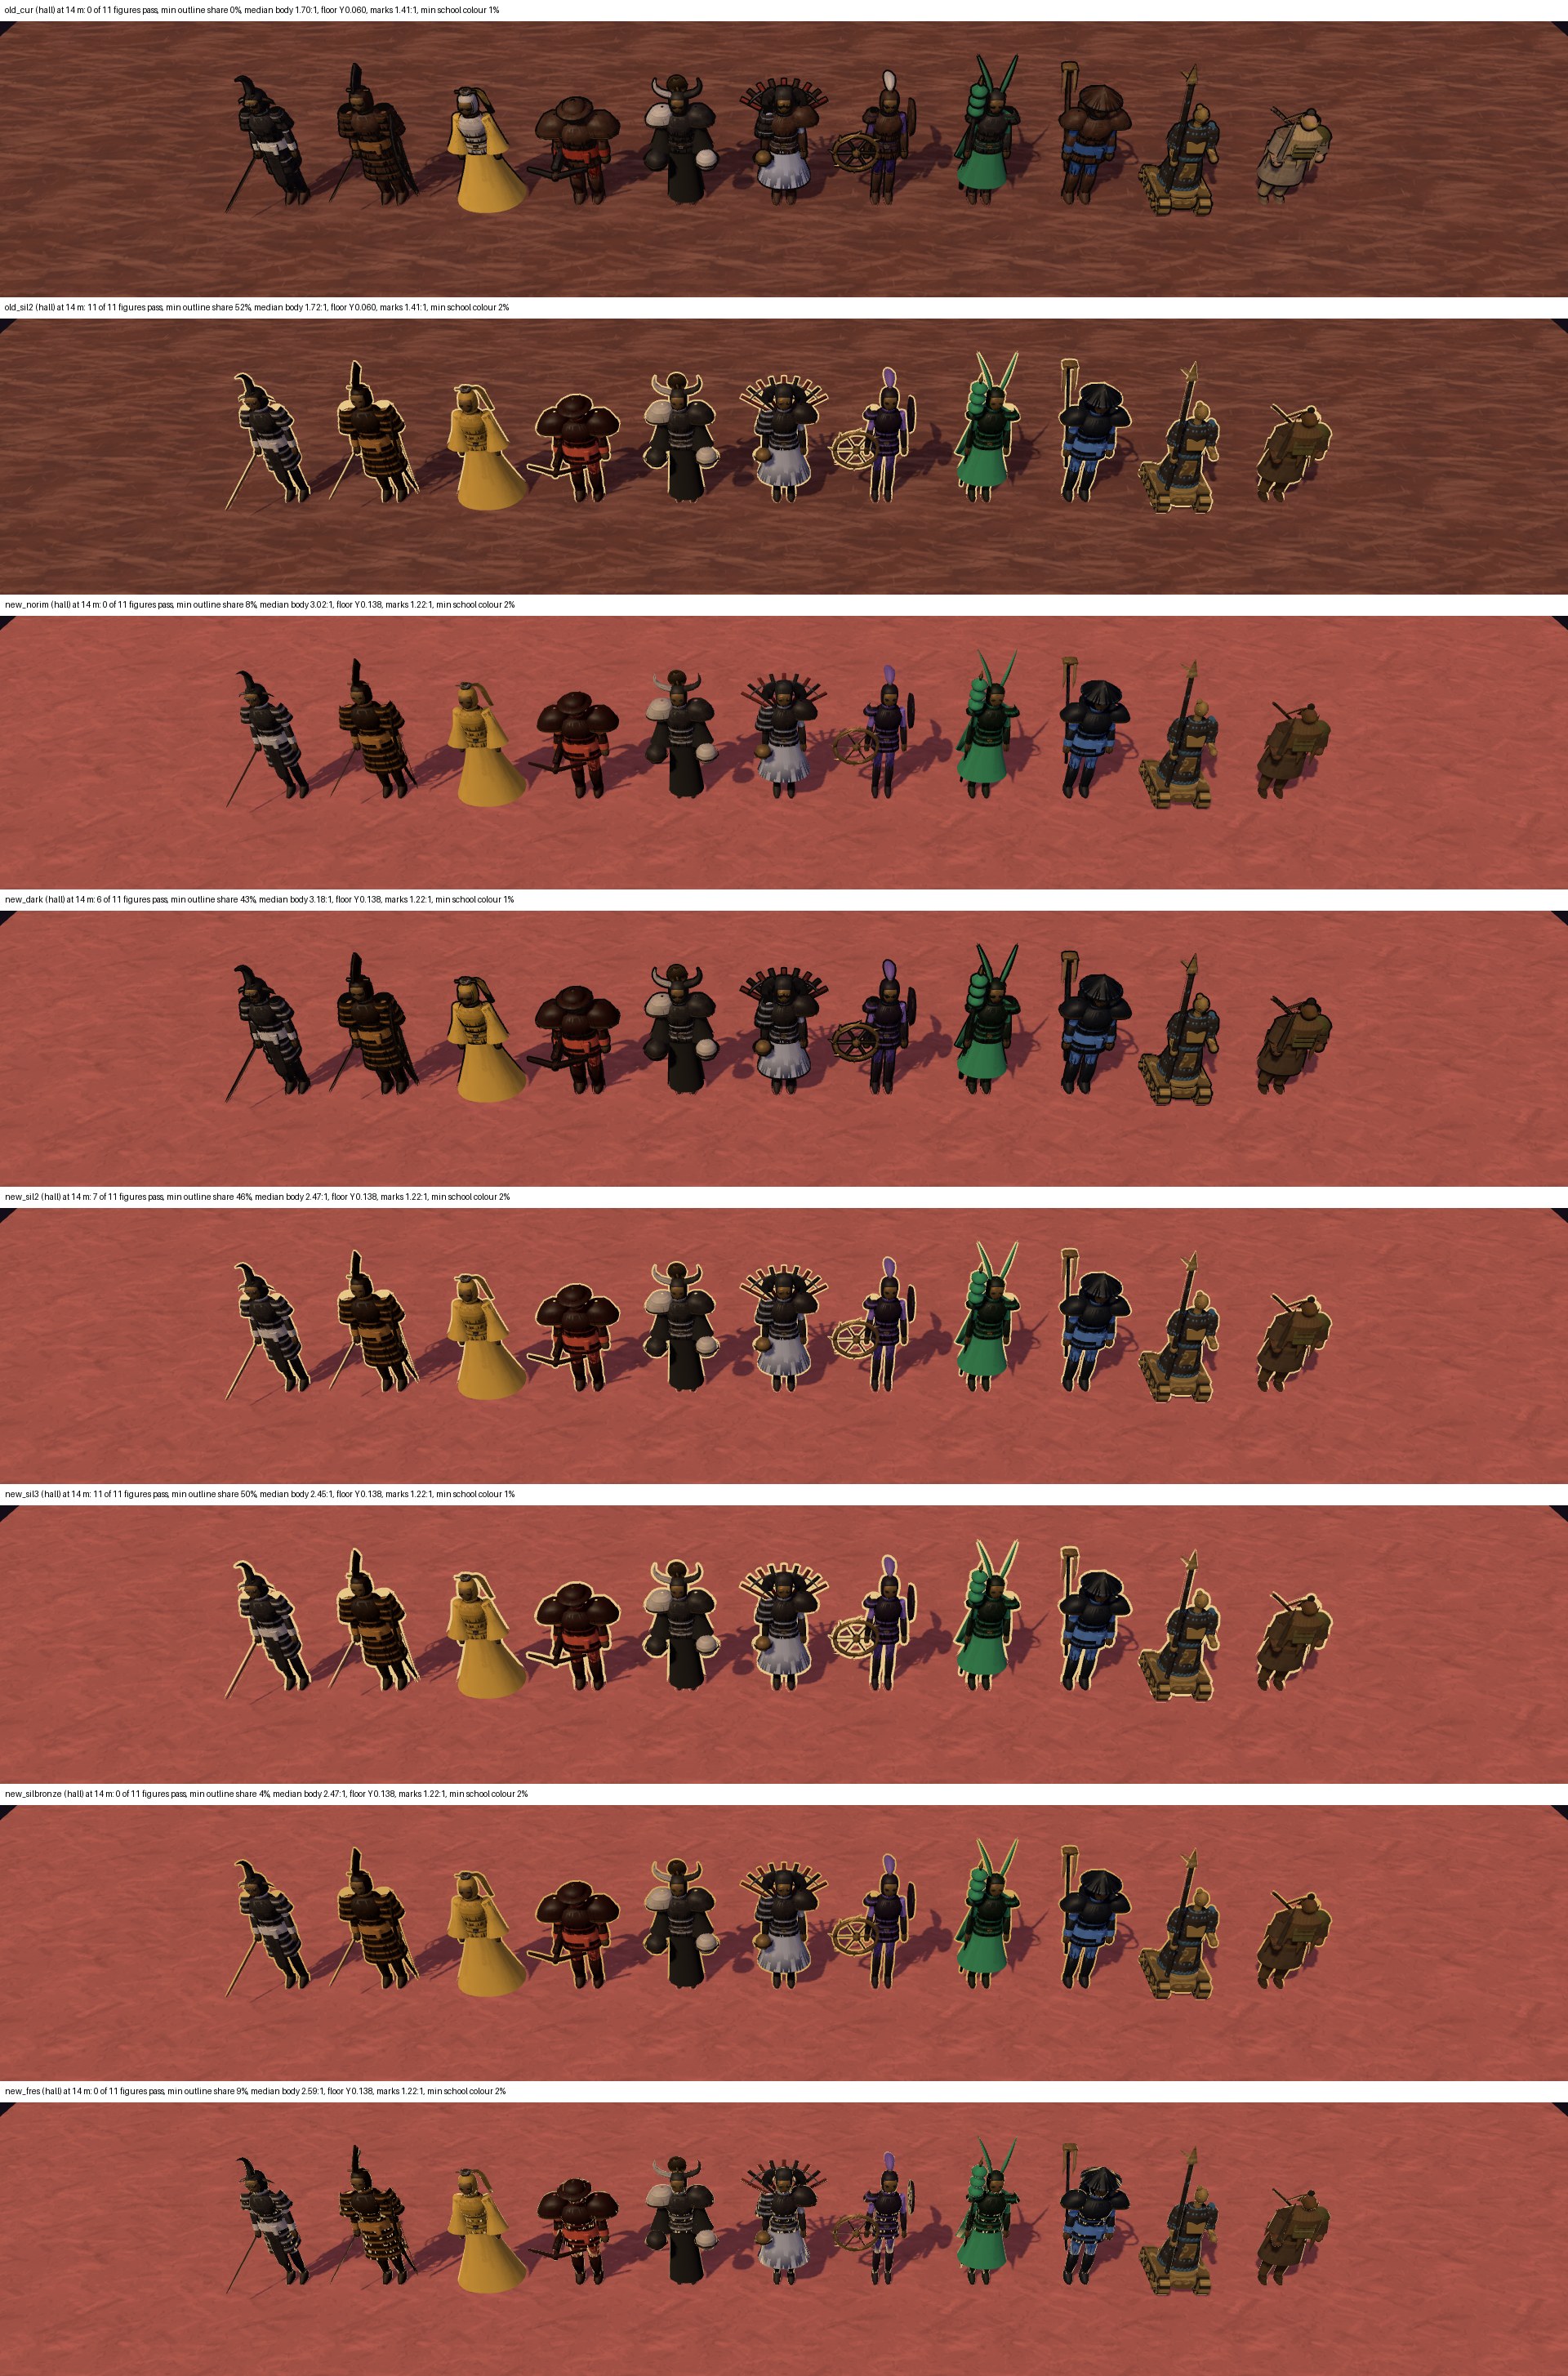 old_cur (hall) at 14 m: 0 of 11 figures pass, min outline share 0%, median body 1.70:1, floor Y0.060, marks 1.41:1, min school colour 1%
old_sil2 (hall) at 14 m: 11 of 11 figures pass, min outline share 52%, median body 1.72:1, floor Y0.060, marks 1.41:1, min school colour 2%
new_norim (hall) at 14 m: 0 of 11 figures pass, min outline share 8%, median body 3.02:1, floor Y0.138, marks 1.22:1, min school colour 2%
new_dark (hall) at 14 m: 6 of 11 figures pass, min outline share 43%, median body 3.18:1, floor Y0.138, marks 1.22:1, min school colour 1%
new_sil2 (hall) at 14 m: 7 of 11 figures pass, min outline share 46%, median body 2.47:1, floor Y0.138, marks 1.22:1, min school colour 2%
new_sil3 (hall) at 14 m: 11 of 11 figures pass, min outline share 50%, median body 2.45:1, floor Y0.138, marks 1.22:1, min school colour 1%
new_silbronze (hall) at 14 m: 0 of 11 figures pass, min outline share 4%, median body 2.47:1, floor Y0.138, marks 1.22:1, min school colour 2%
new_fres (hall) at 14 m: 0 of 11 figures pass, min outline share 9%, median body 2.59:1, floor Y0.138, marks 1.22:1, min school colour 2%